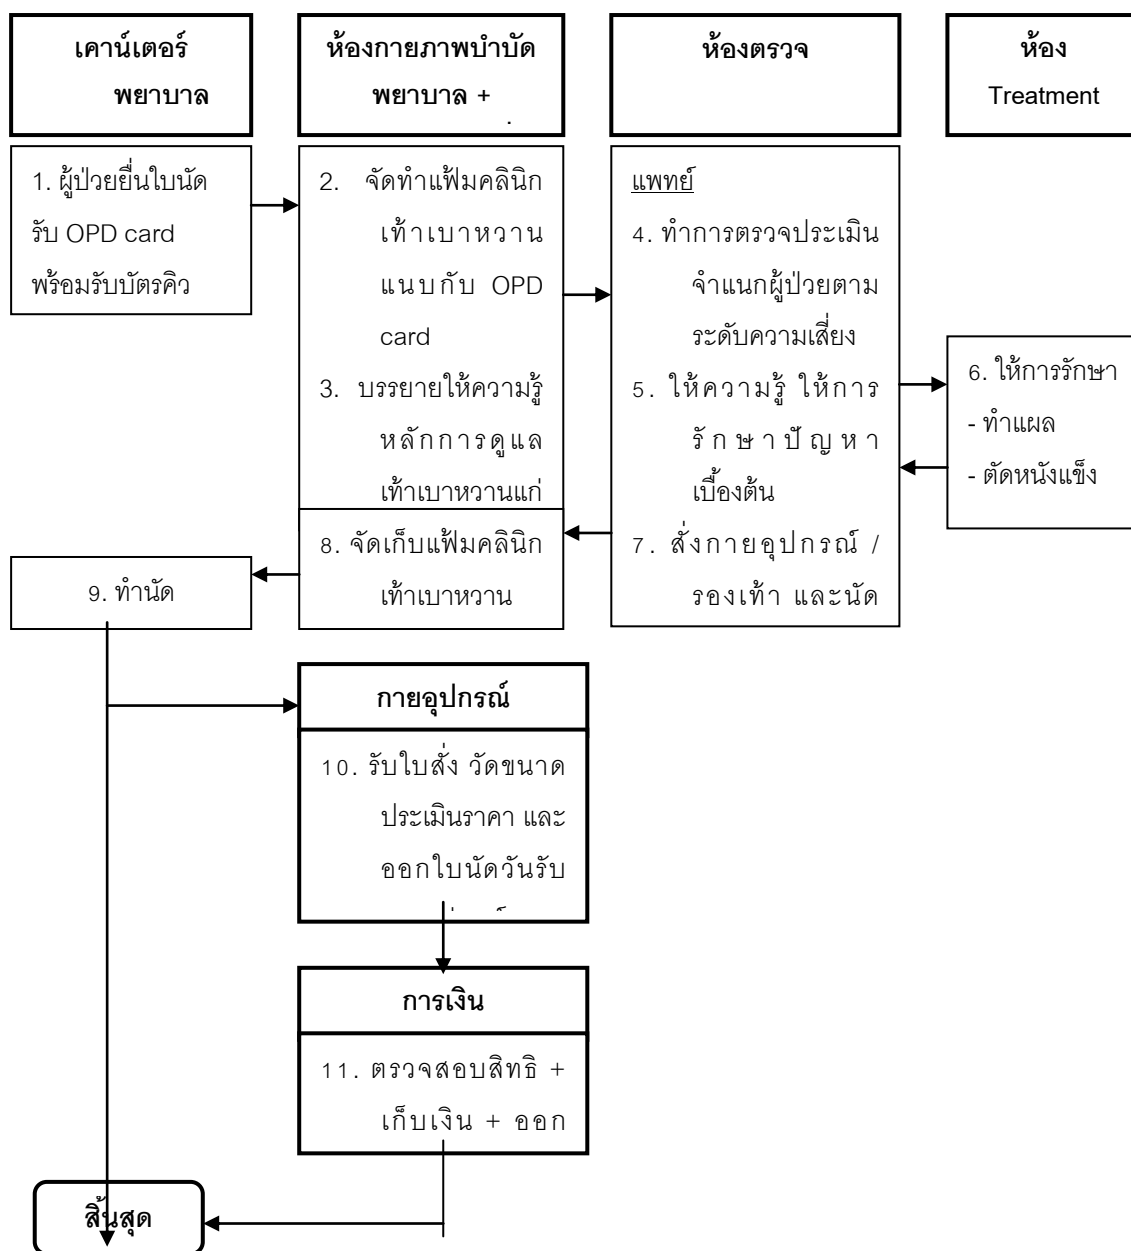 เคาน์เตอร์
พยาบาล
ห้องกายภาพบำบัด
พยาบาล +
ห้องตรวจ
ห้อง
Treatment
1. ผู้ป่วยยื่นใบนัด
รับ OPD card
พร้อมรับบัตรคิว
2. จัดทำแฟ้มคลินิก
เท้าเบาหวาน
แนบกับ OPD
card
3. บรรยายให้ความรู้
หลักการดูแล
เท้าเบาหวานแก่
แพทย์
4. ทำการตรวจประเมิน
จำแนกผู้ป่วยตาม
ระดับความเสี่ยง
5. ให้ความรู้ ให้การ
รักษาปัญหา
เบื้องต้น
7. สั่งกายอุปกรณ์ /
รองเท้า และนัด
6. ให้การรักษา
- ทำแผล
- ตัดหนังแข็ง
8. จัดเก็บแฟ้มคลินิก
เท้าเบาหวาน
9. ทำนัด
กายอุปกรณ์
10. รับใบสั่ง วัดขนาด
ประเมินราคา และ
ออกใบนัดวันรับ
การเงิน
11. ตรวจสอบสิทธิ +
เก็บเงิน + ออก
สิ้นสุด